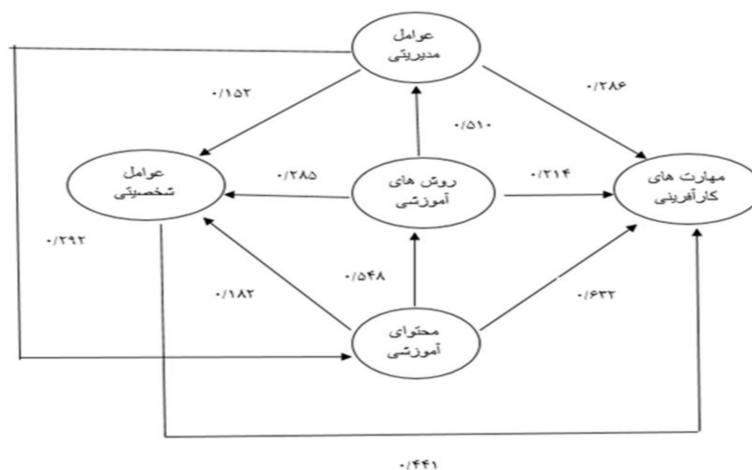 عوامل
مدیریتی
۰/۱۵۲
۰/۲۸۶
۰/۵۱۰
عوامل
شخصیتی
۰/۲۸۵
روش های
آموزشی
۰/۲۱۴
مهارت های
کارآفرینی
۰/۲۹۲
۰/۱۸۲
۰/۵۴۸
۰/۶۳۲
محتوای
آموزشی
۰/۴۴۱